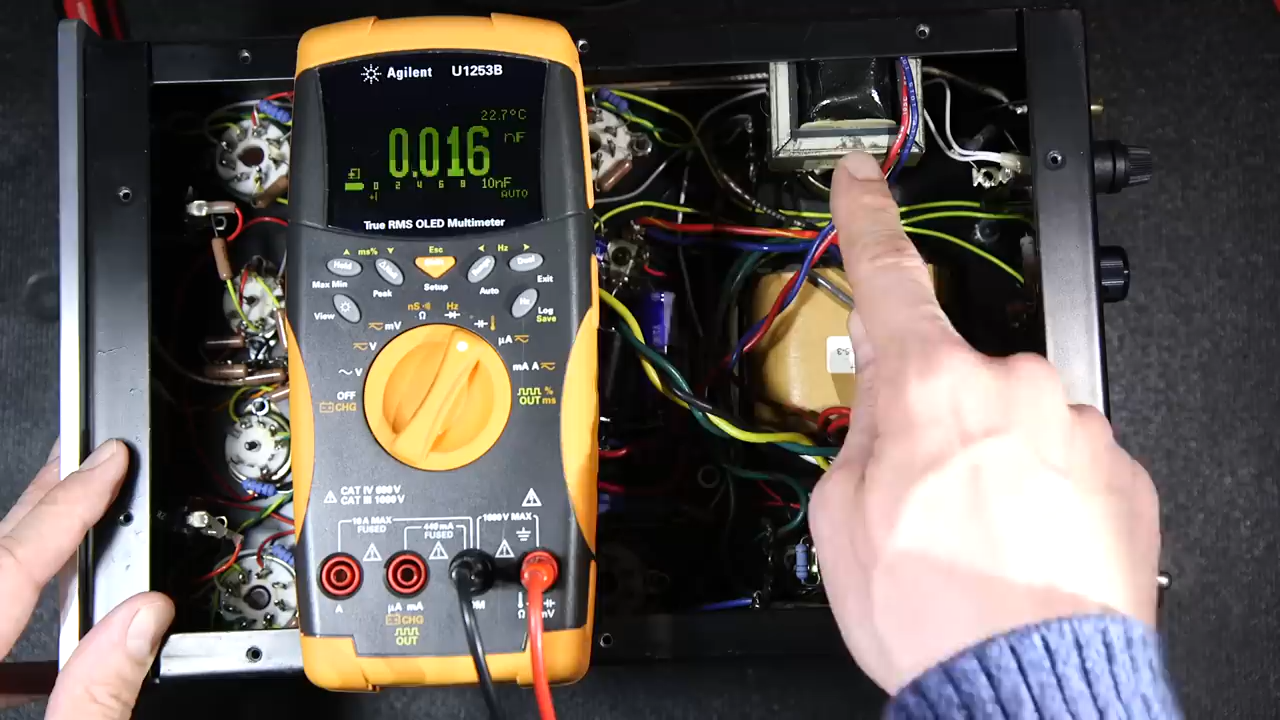 Agilent U1253B
22.7°C
0.016 nF
0 2 4 6 8 10nF
AUTO
True RMS OLED Multimeter
ms% Esc Hz
Hold Dual
Max Min Peak Setup Auto Exit
View Hz Log
Save
nS Ω Hz
mV
V
~V
OFF
CHG
µA
mA A
% OUT ms
CAT IV 600 V
CAT III 1000 V
10 A MAX
FUSED
440 mA
FUSED
1000 V MAX
A
µA mA
CHG
OUT
Ω mV